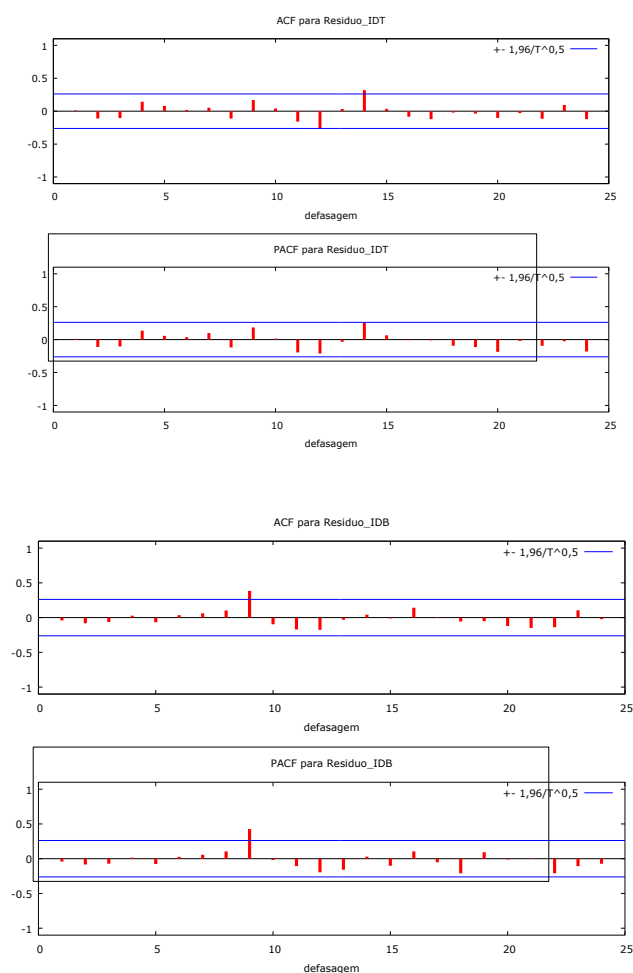 ACF para Residuo_IDT
+- 1,96/T^0,5
1
0.5
0
-0.5
-1
0 5 10 15 20 25
defasagem
PACF para Residuo_IDT
+- 1,96/T^0,5
1
0.5
0
-0.5
-1
0 5 10 15 20 25
defasagem
ACF para Residuo_IDB
+- 1,96/T^0,5
1
0.5
0
-0.5
-1
0 5 10 15 20 25
defasagem
PACF para Residuo_IDB
+- 1,96/T^0,5
1
0.5
0
-0.5
-1
0 5 10 15 20 25
defasagem